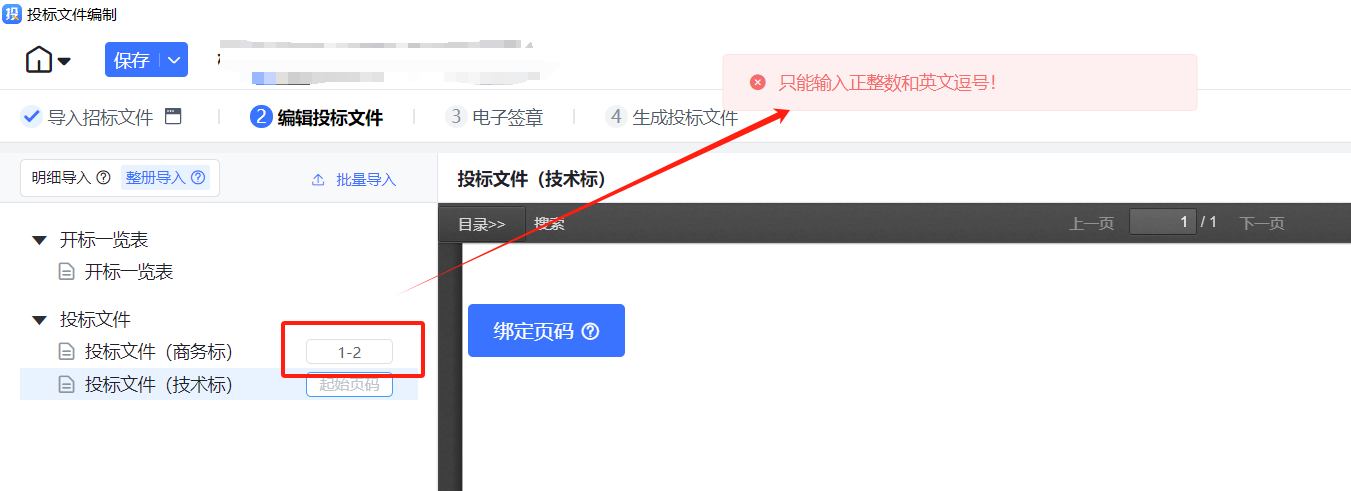 投标文件编制
保存
只能输入正整数和英文逗号!
导入招标文件
2 编辑投标文件
3 电子签章
4 生成投标文件
明细导入 整册导入 批量导入
投标文件（技术标）
目录>> 搜索 上一页 1 / 1 下一页
开标一览表
开标一览表
绑定页码
投标文件
投标文件（商务标） 1-2
投标文件（技术标） 起始页码